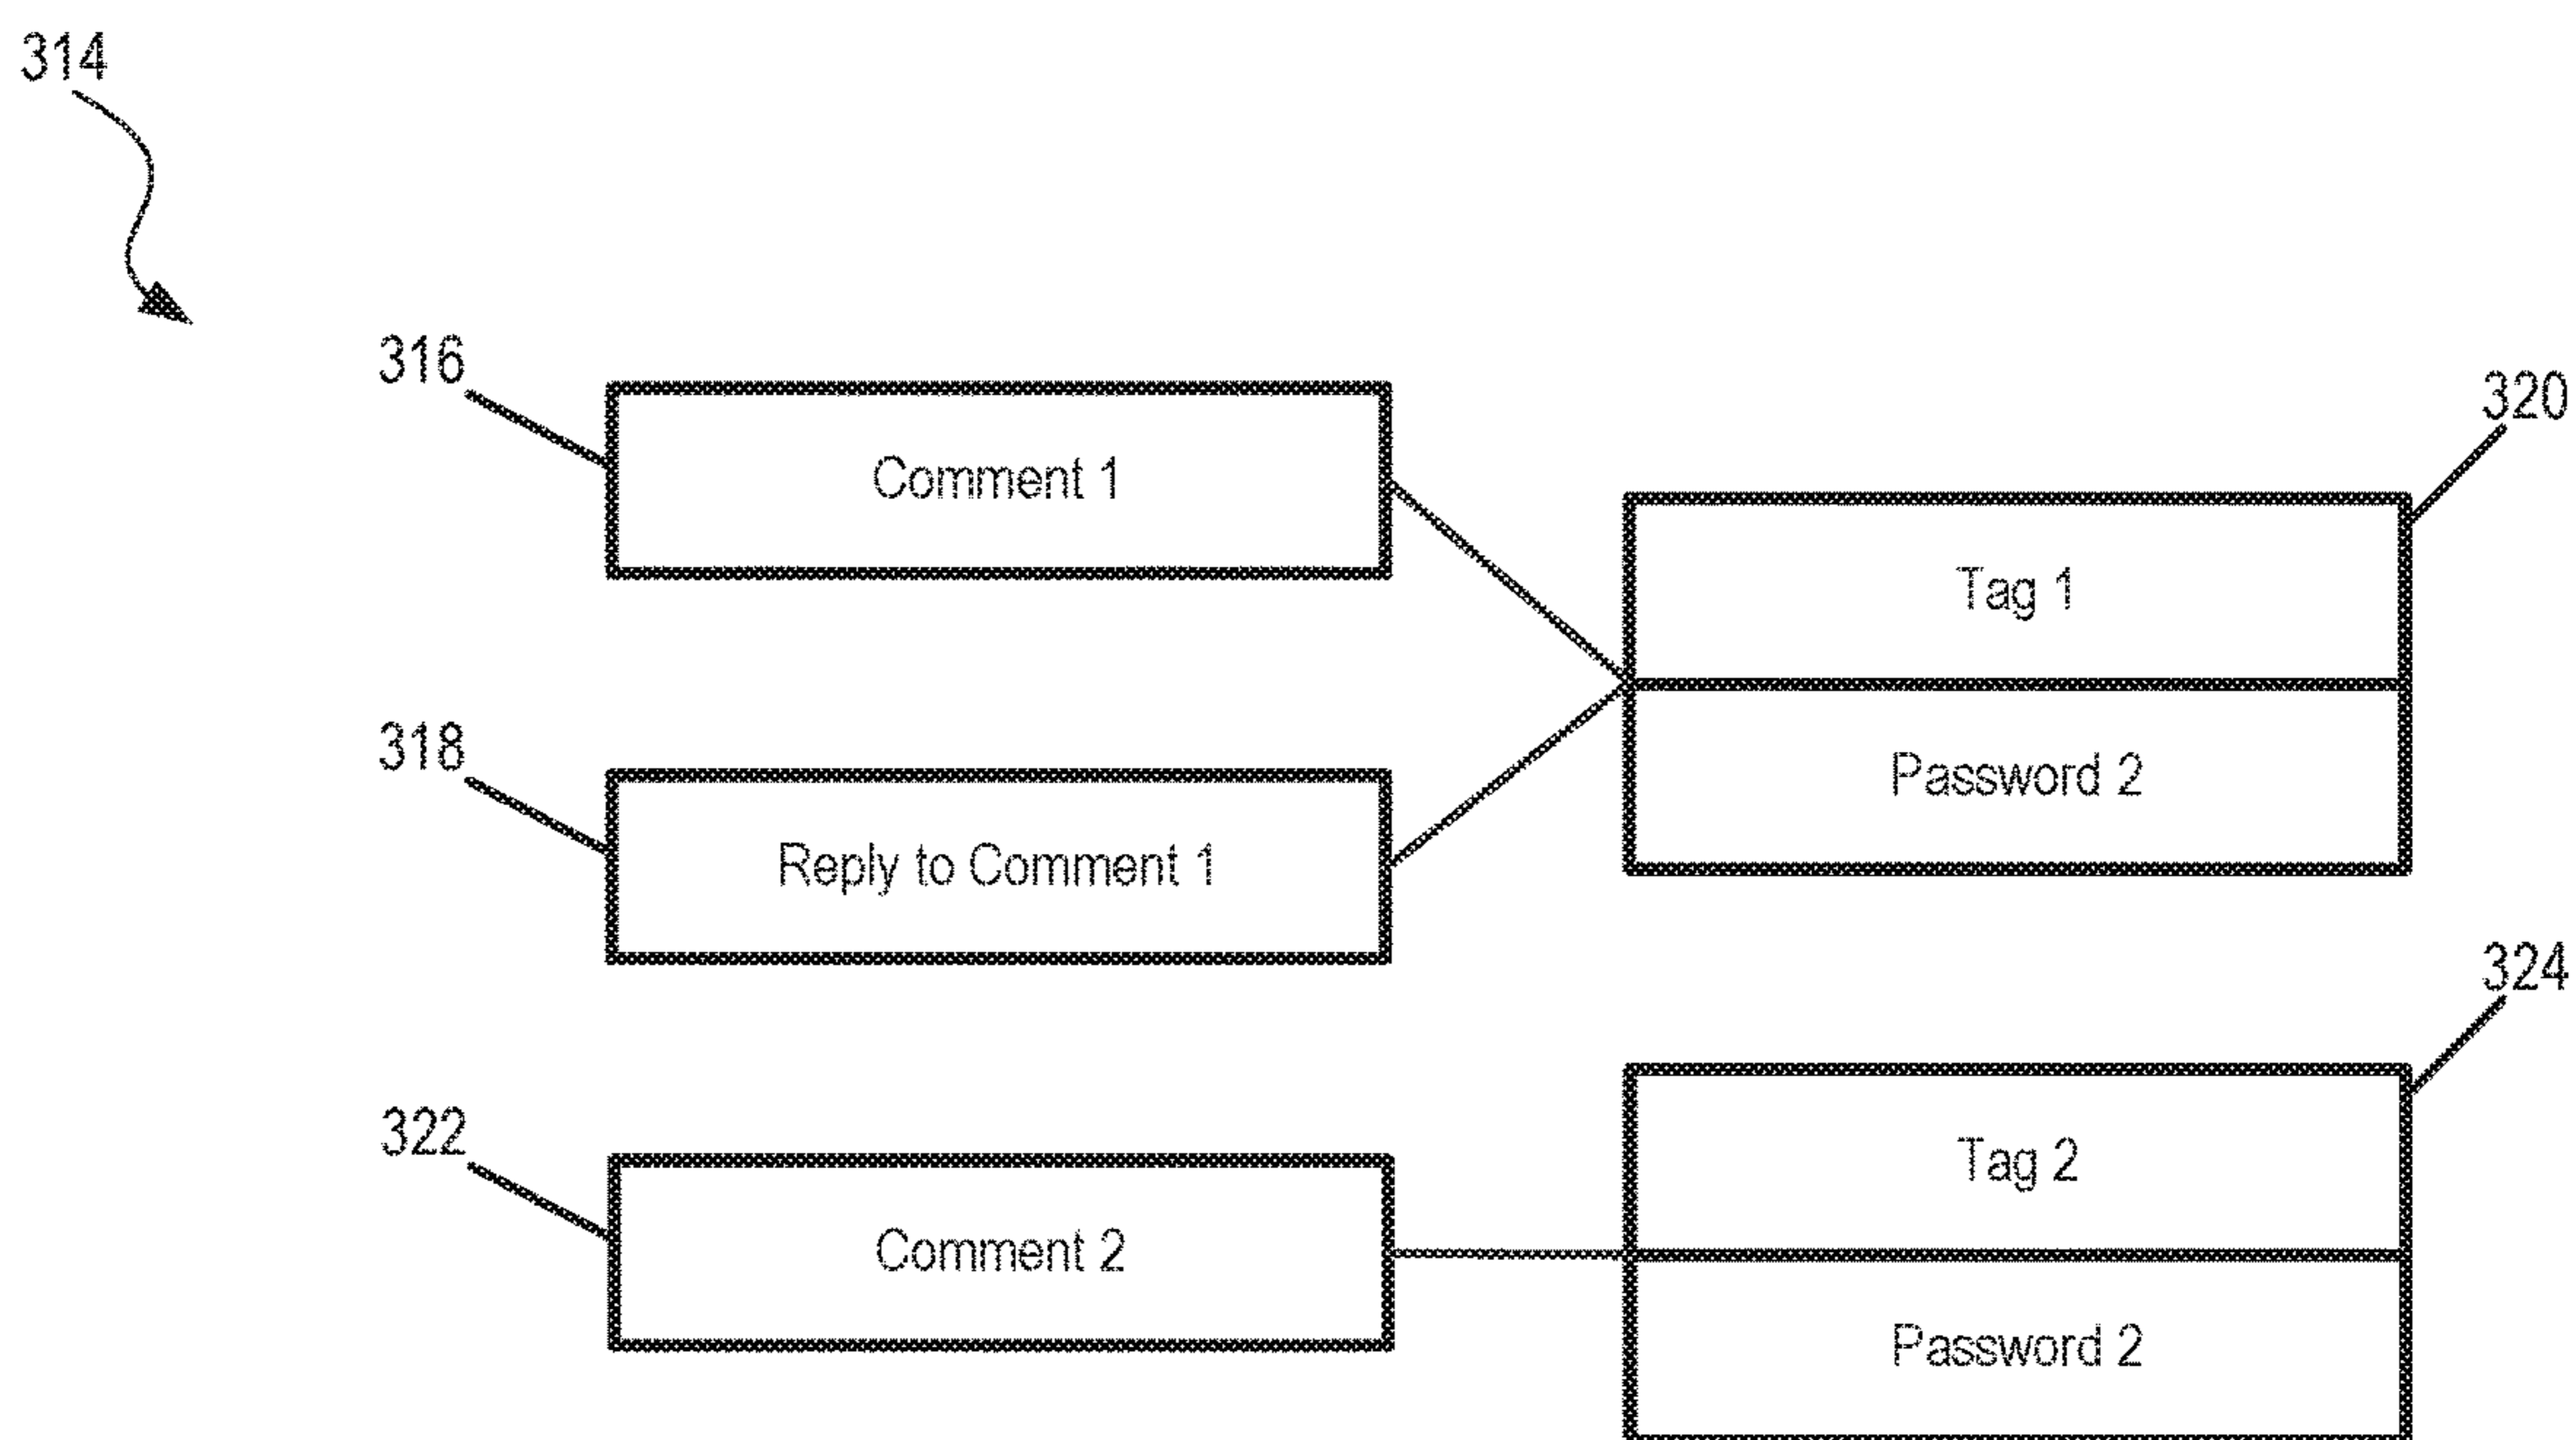 314
316
Comment 1
320
Tag 1
318
Password 2
Reply to Comment 1
324
322
Tag 2
Comment 2
Password 2